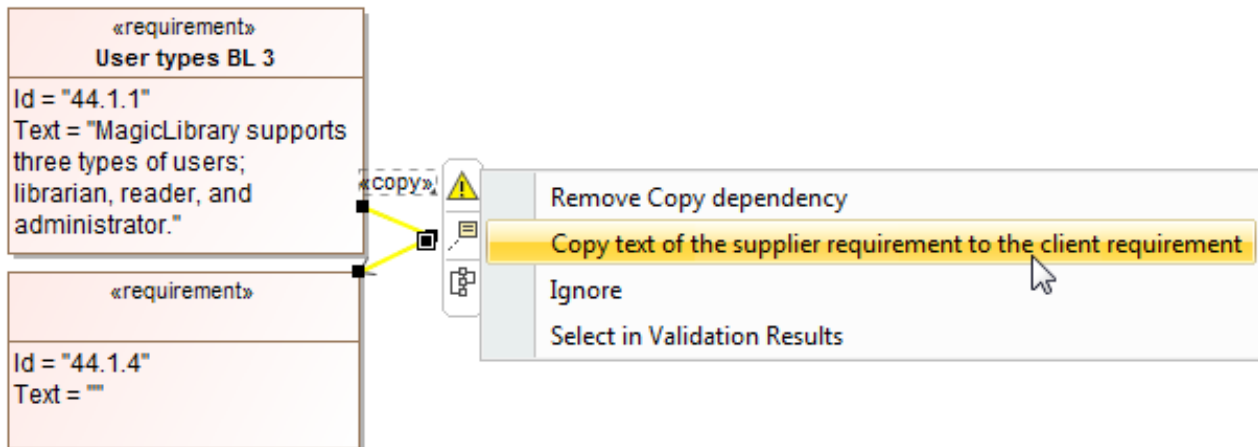 «requirement»
User types BL 3
Id = "44.1.1"
Text = "MagicLibrary supports
three types of users;
librarian, reader, and
administrator."
«copy»
Remove Copy dependency
Copy text of the supplier requirement to the client requirement
Ignore
Select in Validation Results
«requirement»
Id = "44.1.4"
Text = ""